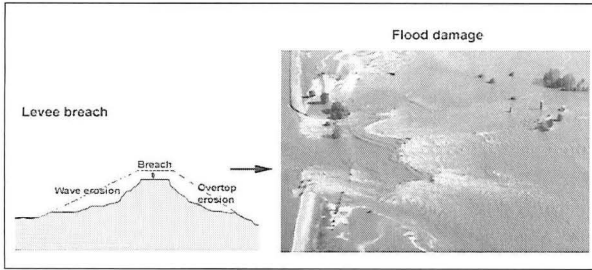 Flood damage
Levee breach
Breach
Wave erosion
Overtop
erosion